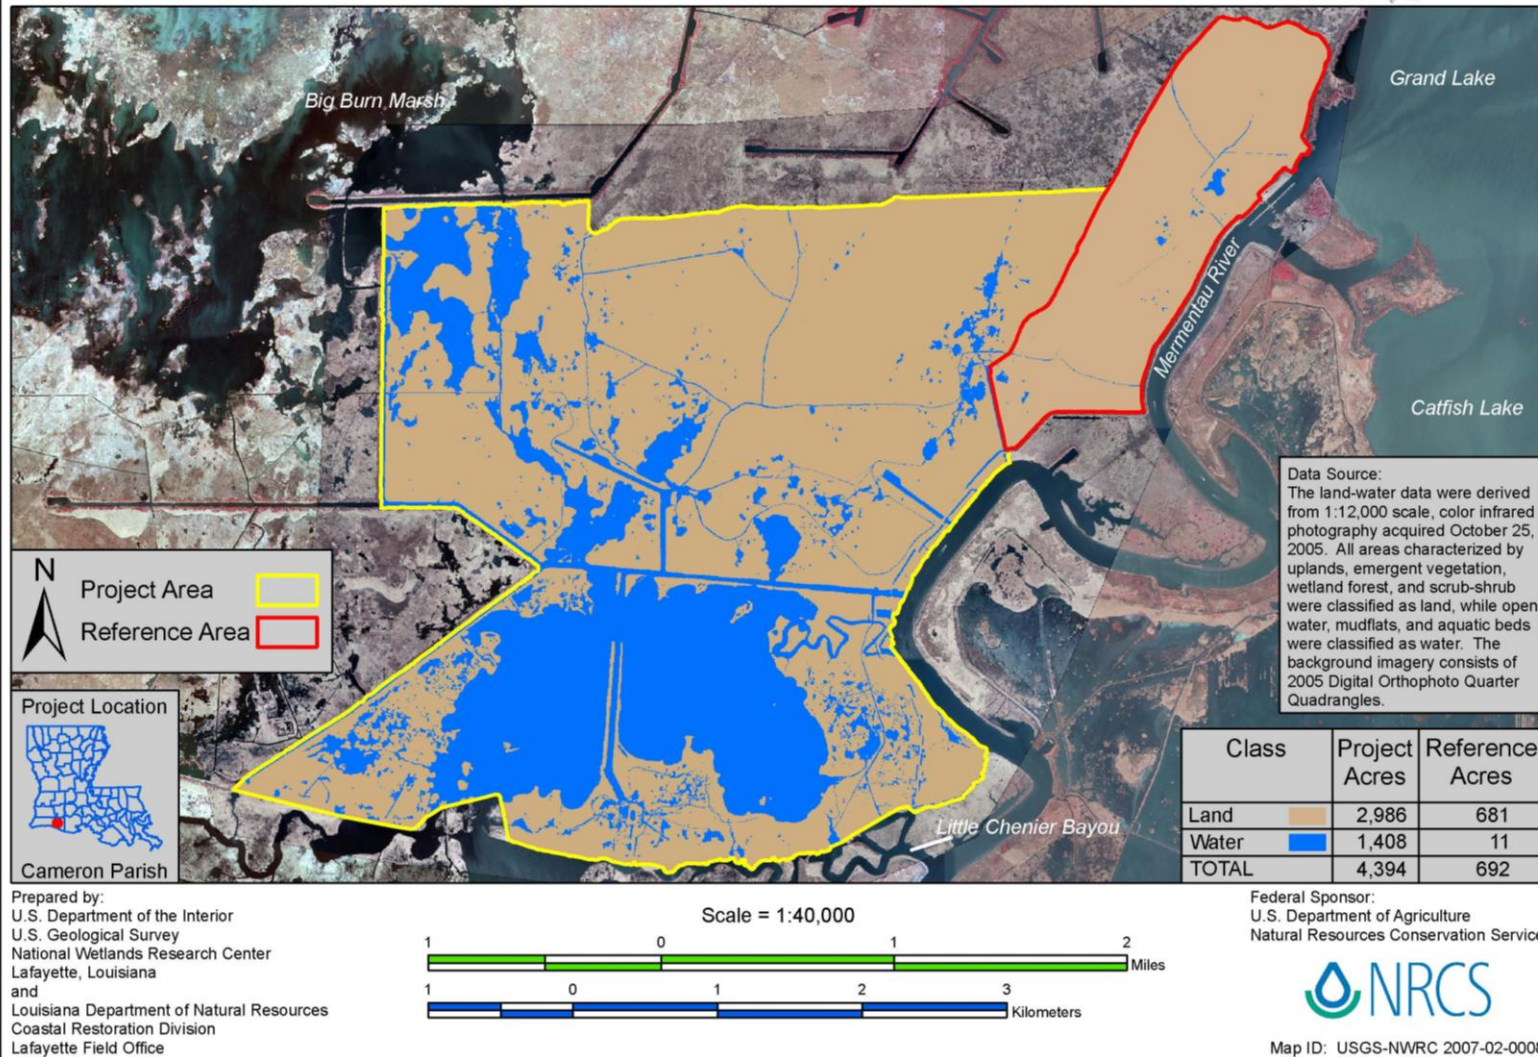 Big Burn Marsh
Grand Lake
Mermentau River
Catfish Lake
Data Source:
The land-water data were derived
from 1:12,000 scale, color infrared
photography acquired October 25,
2005. All areas characterized by
uplands, emergent vegetation,
wetland forest, and scrub-shrub
were classified as land, while open
water, mudflats, and aquatic beds
were classified as water. The
background imagery consists of
2005 Digital Orthophoto Quarter
Quadrangles.
N
Project Area
Reference Area
Project Location
Cameron Parish
Little Chenier Bayou
Class Project Acres Reference Acres
Land 2,986 681
Water 1,408 11
TOTAL 4,394 692
Prepared by:
U.S. Department of the Interior
U.S. Geological Survey
National Wetlands Research Center
Lafayette, Louisiana
and
Louisiana Department of Natural Resources
Coastal Restoration Division
Lafayette Field Office
Scale = 1:40,000
1 0 1 2
Miles
1 0 1 2 3
Kilometers
Federal Sponsor:
U.S. Department of Agriculture
Natural Resources Conservation Service
NRCS
Map ID: USGS-NWRC 2007-02-